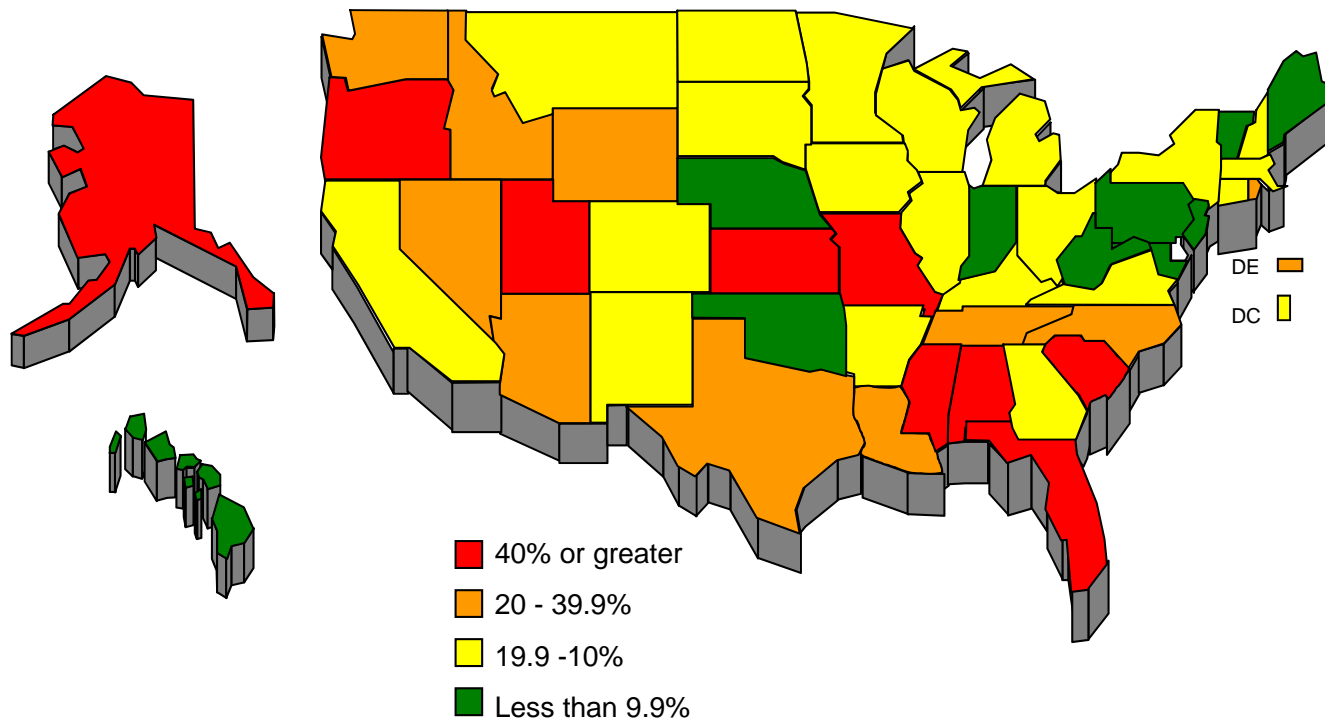 DE
DC
40% or greater
20 - 39.9%
19.9 -10%
Less than 9.9%